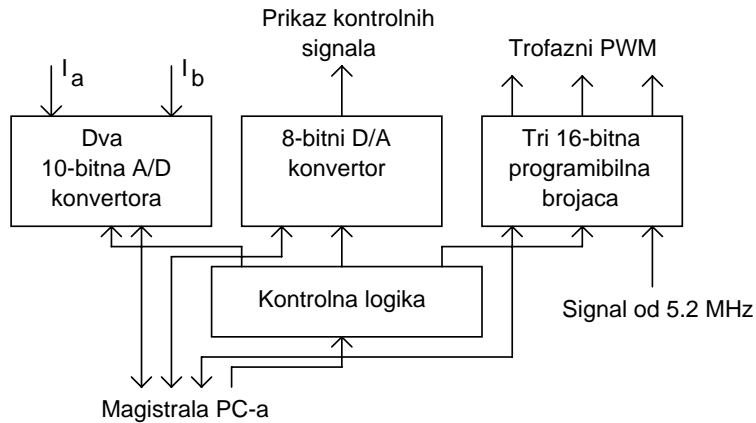 Prikaz kontrolnih
signala
Trofazni PWM
I a
I b
Dva
10-bitna A/D
konvertora
8-bitni D/A
konvertor
Tri 16-bitna
programibilna
brojaca
Kontrolna logika
Signal od 5.2 MHz
Magistrala PC-a